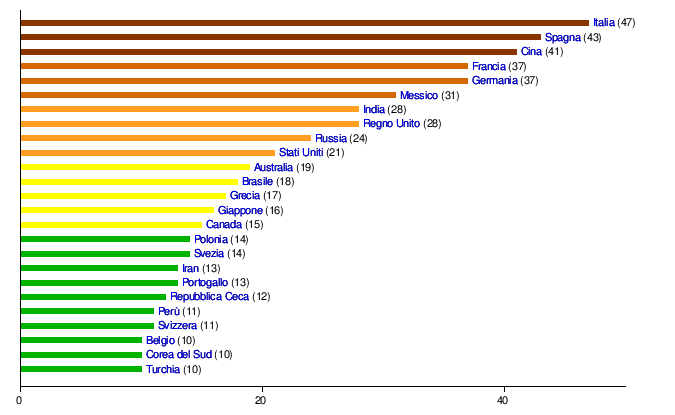 Italia (47)
Spagna (43)
Cina (41)
Francia (37)
Germania (37)
Messico (31)
India (28)
Regno Unito (28)
Russia (24)
Stati Uniti (21)
Australia (19)
Brasile (18)
Grecia (17)
Giappone (16)
Canada (15)
Polonia (14)
Svezia (14)
Iran (13)
Portogallo (13)
Repubblica Ceca (12)
Perù (11)
Svizzera (11)
Belgio (10)
Corea del Sud (10)
Turchia (10)
0 20 40